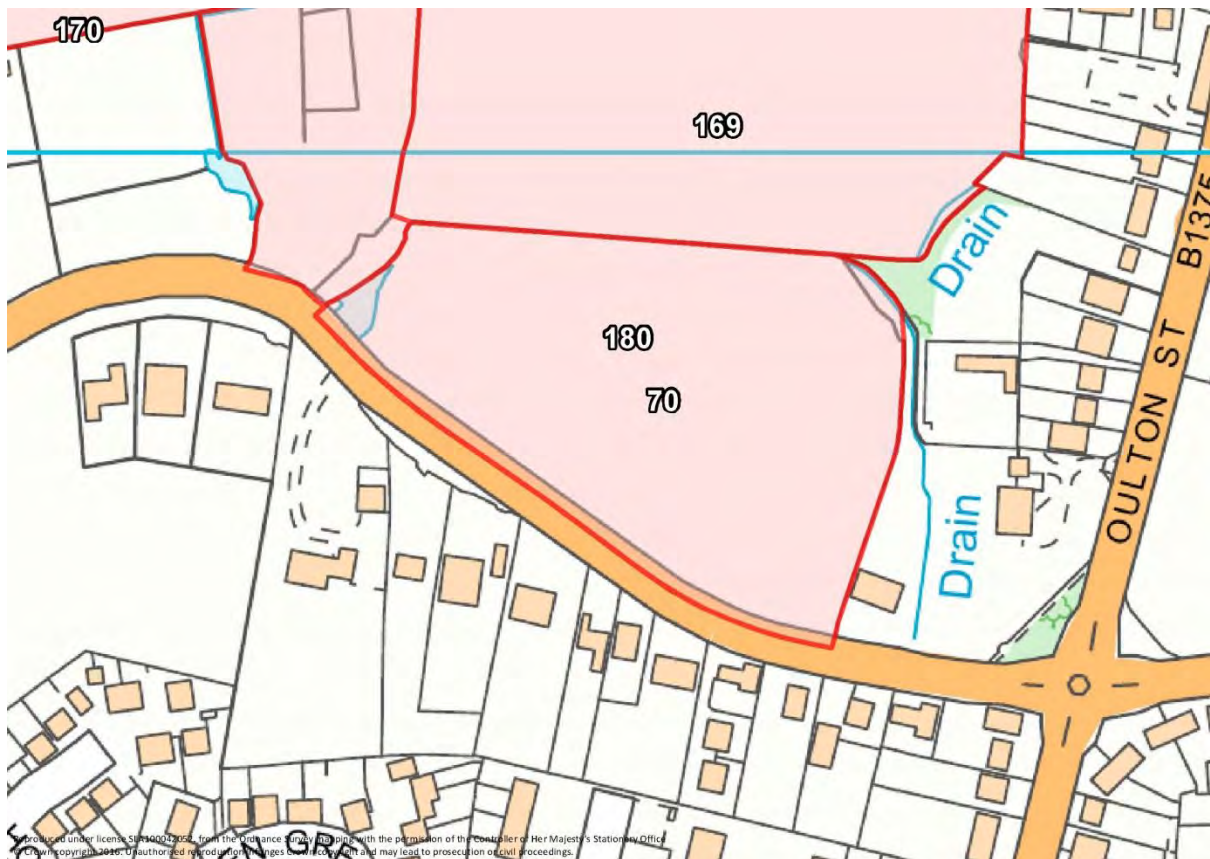 170
169
Drain
B1375
180
70
OULTON ST
Drain
Reproduced under license SLA100042052, from the Ordnance Survey mapping with the permission of the Controller of Her Majesty's Stationery Office
© Crown copyright 2016. Unauthorised reproduction infringes Crown copyright and may lead to prosecution or civil proceedings.